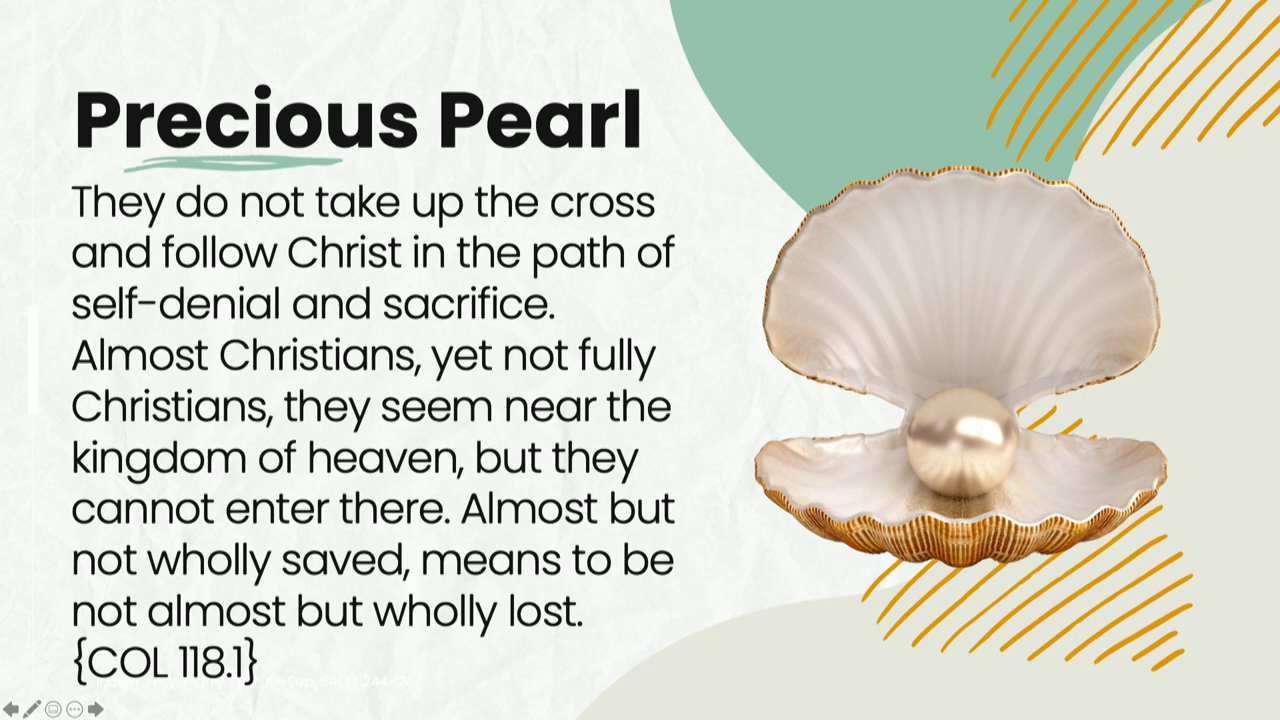 Precious Pearl
They do not take up the cross
and follow Christ in the path of
self-denial and sacrifice.
Almost Christians, yet not fully
Christians, they seem near the
kingdom of heaven, but they
cannot enter there. Almost but
not wholly saved, means to be
not almost but wholly lost.
{COL 118.1}